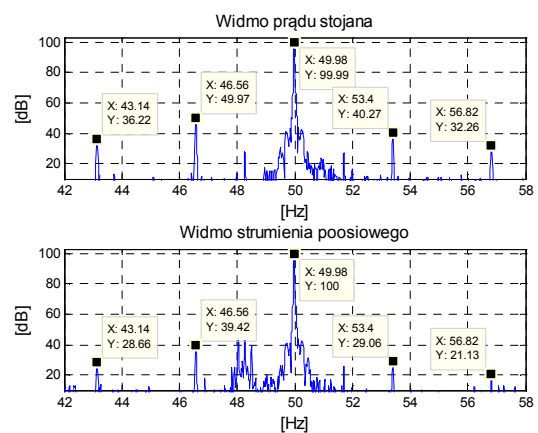 Widmo prądu stojana
[dB]
100
80
60
40
20
X: 43.14
Y: 36.22
X: 46.56
Y: 49.97
X: 49.98
Y: 99.99
X: 53.4
Y: 40.27
X: 56.82
Y: 32.26
42 44 46 48 50 52 54 56 58
[Hz]
Widmo strumienia poosiowego
[dB]
100
80
60
40
20
X: 43.14
Y: 28.66
X: 46.56
Y: 39.42
X: 49.98
Y: 100
X: 53.4
Y: 29.06
X: 56.82
Y: 21.13
42 44 46 48 50 52 54 56 58
[Hz]